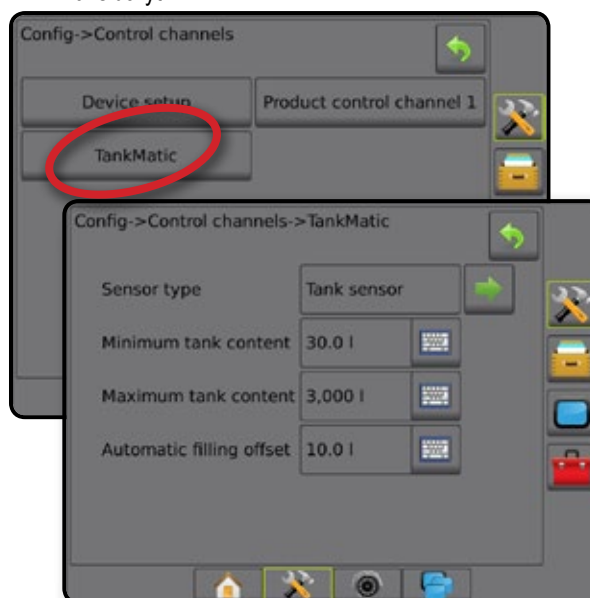 Config->Control channels
Device setup
Product control channel 1
TankMatic
Config->Control channels->TankMatic
Sensor type
Tank sensor
Minimum tank content
30.0 l
Maximum tank content
3,000 l
Automatic filling offset
10.0 l